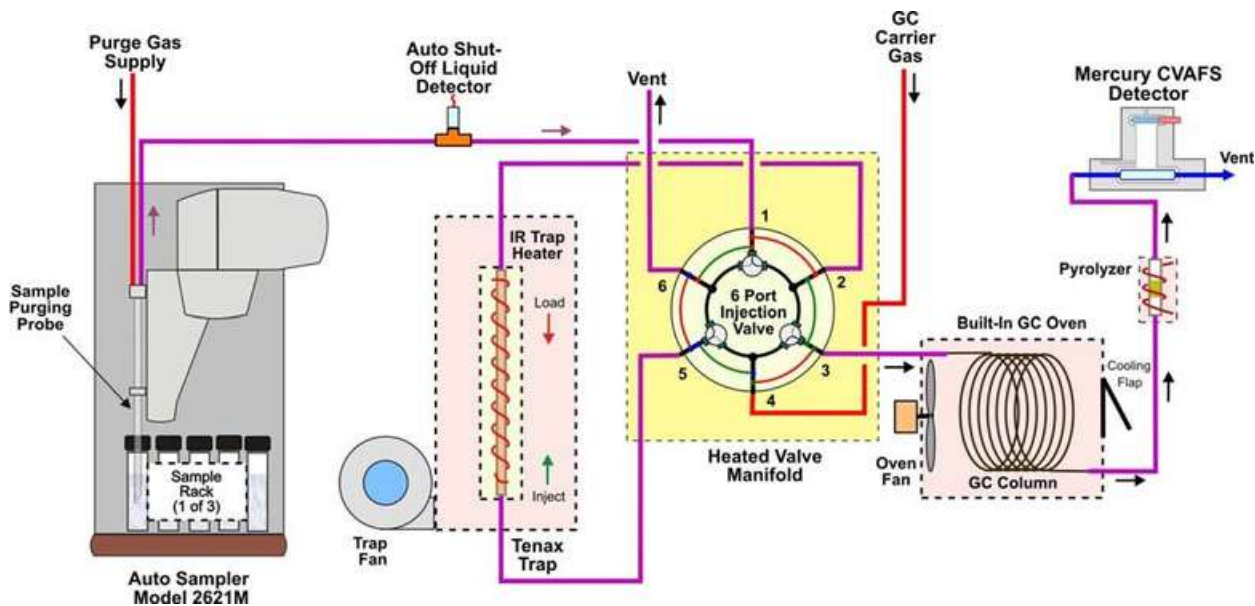 Purge Gas
Supply
Auto Shut-
Off Liquid
Detector
Vent
GC
Carrier
Gas
Mercury CVAFS
Detector
Vent
IR Trap
Heater
Load
Inject
Sample
Purging
Probe
1
2
3
4
5
6
6 Port
Injection
Valve
Pyrolyzer
Built-In GC Oven
Cooling
Flap
Oven
Fan
GC Column
Heated Valve
Manifold
Sample
Rack
(1 of 3)
Trap
Fan
Tenax
Trap
Auto Sampler
Model 2621M